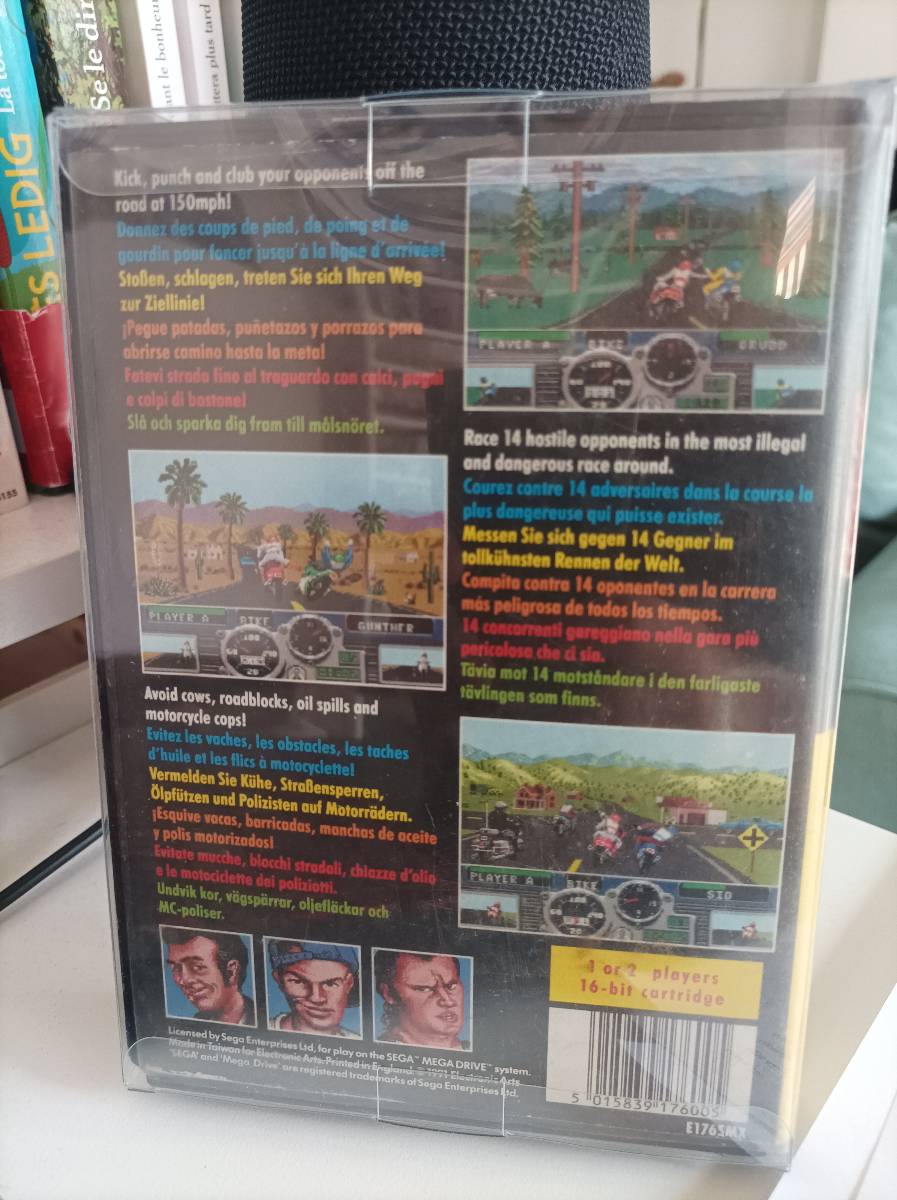 LEDIG
Se le dir
ant le bonheur
ttera plus tard
Kick, punch and club your opponents off the
road at 150mph!
Donnez des coups de pied, de poing et de
gourdin pour foncer jusqu'à la ligne d'arrivée!
Stoßen, schlagen, treten Sie sich Ihren Weg
zur Ziellinie!
¡Pegue patadas, puñetazos y porrazos para
abrirse camino hasta la meta!
Fatevi strada fino al traguardo con calci, pugni
e colpi di bastone!
Slå och sparka dig fram till målsnöret.
PLAYER A BIKE GRUDD
Race 14 hostile opponents in the most illegal
and dangerous race around.
Courez contre 14 adversaires dans la course la
plus dangereuse qui puisse exister.
Messen Sie sich gegen 14 Gegner im
tollkühnsten Rennen der Welt.
Compita contra 14 oponentes en la carrera
más peligrosa de todos los tiempos.
14 concorrenti gareggiano nella gara più
pericolosa che ci sia.
Tävla mot 14 motståndare i den farligaste
tävlingen som finns.
PLAYER A BIKE GUNTHER
Avoid cows, roadblocks, oil spills and
motorcycle cops!
Evitez les vaches, les obstacles, les taches
d'huile et les flics à motocyclette!
Vermelden Sie Kühe, Straßensperren,
Ölpfützen und Polizisten auf Motorrädern.
¡Esquive vacas, barricadas, manchas de aceite
y polis motorizados!
Evitate mucche, blocchi stradali, chiazze d'olio
e le motociclette dei poliziotti.
Undvik kor, vägspärrar, oljefläckar och
MC-poliser.
PLAYER A BIKE SID
1 or 2 players
16-bit cartridge
Licensed by Sega Enterprises Ltd, for play on the SEGA™ MEGA DRIVE™ system.
Made in Taiwan for Electronic Arts. Printed in England. © 1991 Electronic Arts
'SEGA' and 'Mega Drive' are registered trademarks of Sega Enterprises Ltd.
5 015839 176005
E176SMX